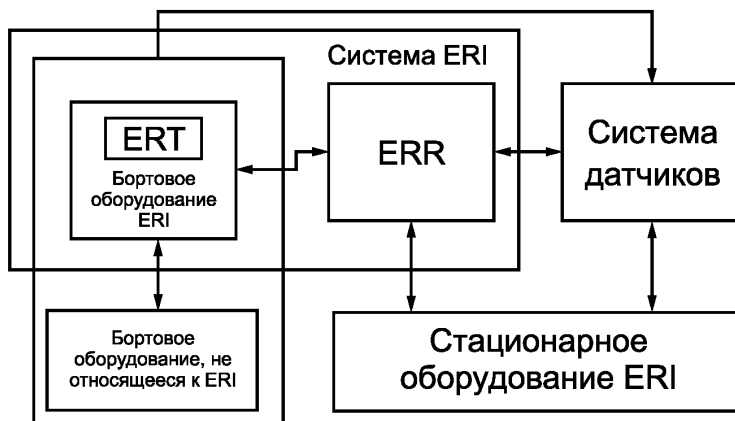 Система ERI
ERT
Бортовое
оборудование
ERI
ERR
Система
датчиков
Бортовое
оборудование, не
относящееся к ERI
Стационарное
оборудование ERI